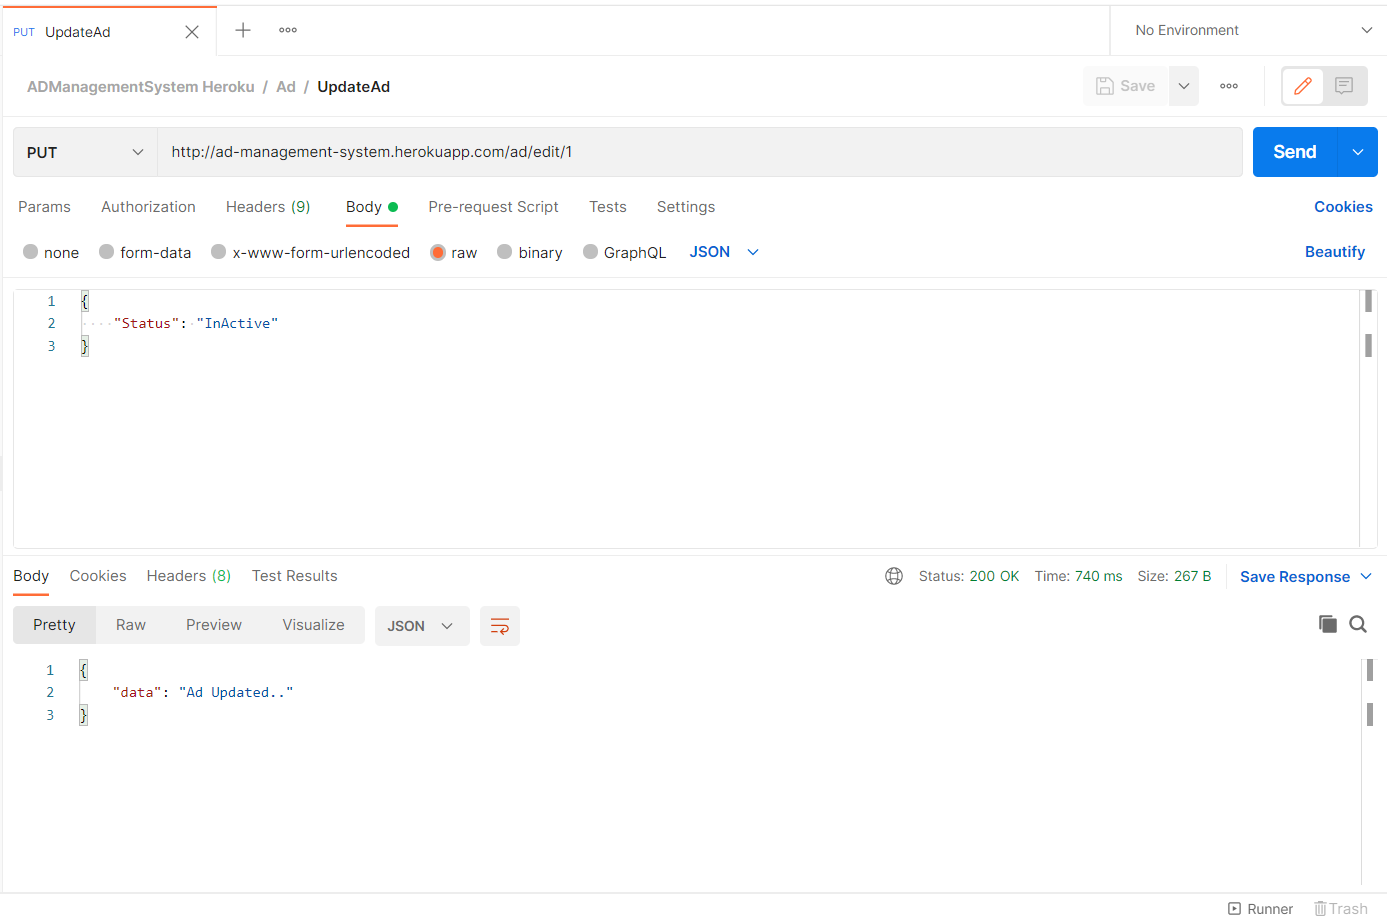 PUT UpdateAd
No Environment
ADManagementSystem Heroku / Ad / UpdateAd
Save
PUT
http://ad-management-system.herokuapp.com/ad/edit/1
Send
Params Authorization Headers (9) Body Pre-request Script Tests Settings Cookies
none form-data x-www-form-urlencoded raw binary GraphQL JSON Beautify
1 {
2 "Status": "InActive"
3 }
Body Cookies Headers (8) Test Results Status: 200 OK Time: 740 ms Size: 267 B Save Response
Pretty Raw Preview Visualize JSON
1 {
2 "data": "Ad Updated.."
3 }
Runner Trash